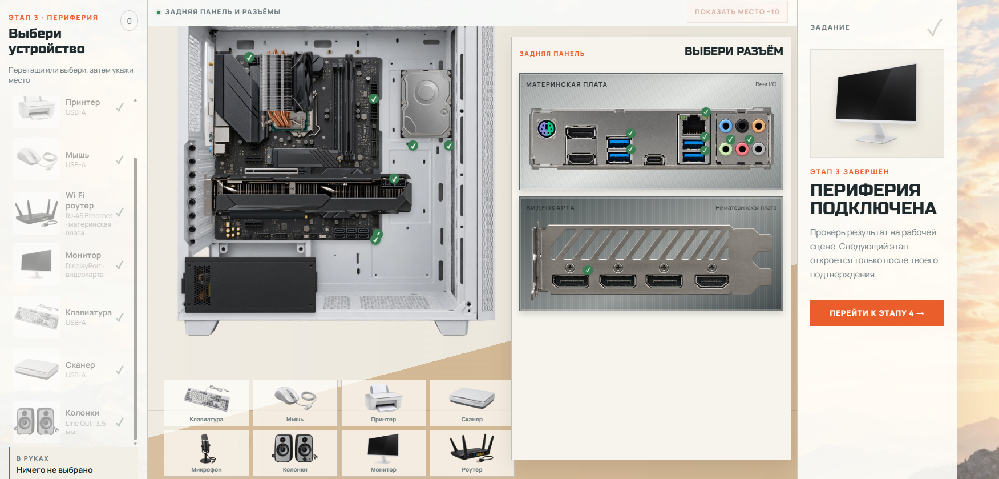 ЭТАП 3 · ПЕРИФЕРИЯ
0
Выбери
устройство
Перетащи или выбери, затем укажи
место
Принтер
USB-A
Мышь
USB-A
Wi-Fi
роутер
RJ-45 Ethernet
· материнская
плата
Монитор
DisplayPort ·
видеокарта
Клавиатура
USB-A
Сканер
USB-A
Колонки
Line Out · 3,5
мм
В РУКАХ
Ничего не выбрано
ЗАДНЯЯ ПАНЕЛЬ И РАЗЪЁМЫ
ПОКАЗАТЬ МЕСТО −10
ЗАДНЯЯ ПАНЕЛЬ
ВЫБЕРИ РАЗЪЁМ
МАТЕРИНСКАЯ ПЛАТА
Rear I/O
ВИДЕОКАРТА
Не материнская плата
Клавиатура
Мышь
Принтер
Сканер
Микрофон
Колонки
Монитор
Роутер
ЗАДАНИЕ
ЭТАП 3 ЗАВЕРШЁН
ПЕРИФЕРИЯ
ПОДКЛЮЧЕНА
Проверь результат на рабочей
сцене. Следующий этап
откроется только после твоего
подтверждения.
ПЕРЕЙТИ К ЭТАПУ 4 →